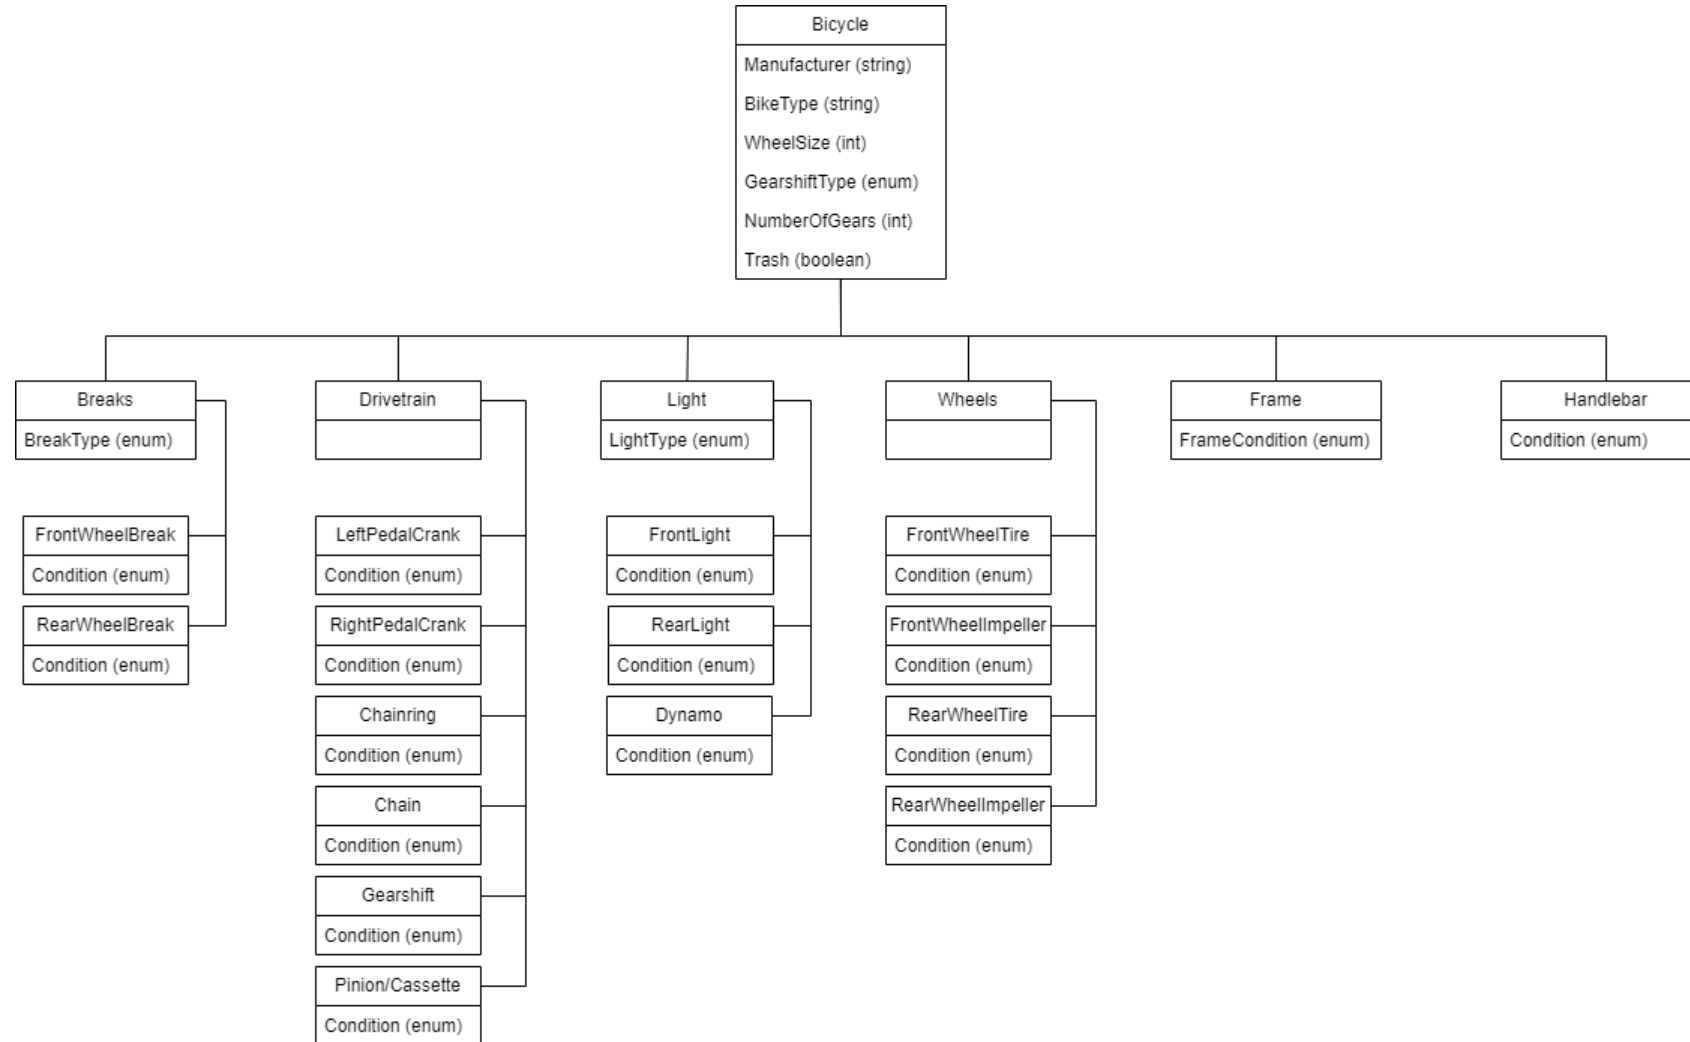 Bicycle
Manufacturer (string)
BikeType (string)
WheelSize (int)
GearshiftType (enum)
NumberOfGears (int)
Trash (boolean)
Breaks
BreakType (enum)
FrontWheelBreak
Condition (enum)
RearWheelBreak
Condition (enum)
Drivetrain
LeftPedalCrank
Condition (enum)
RightPedalCrank
Condition (enum)
Chainring
Condition (enum)
Chain
Condition (enum)
Gearshift
Condition (enum)
Pinion/Cassette
Condition (enum)
Light
LightType (enum)
FrontLight
Condition (enum)
RearLight
Condition (enum)
Dynamo
Condition (enum)
Wheels
FrontWheelTire
Condition (enum)
FrontWheelImpeller
Condition (enum)
RearWheelTire
Condition (enum)
RearWheelImpeller
Condition (enum)
Frame
FrameCondition (enum)
Handlebar
Condition (enum)